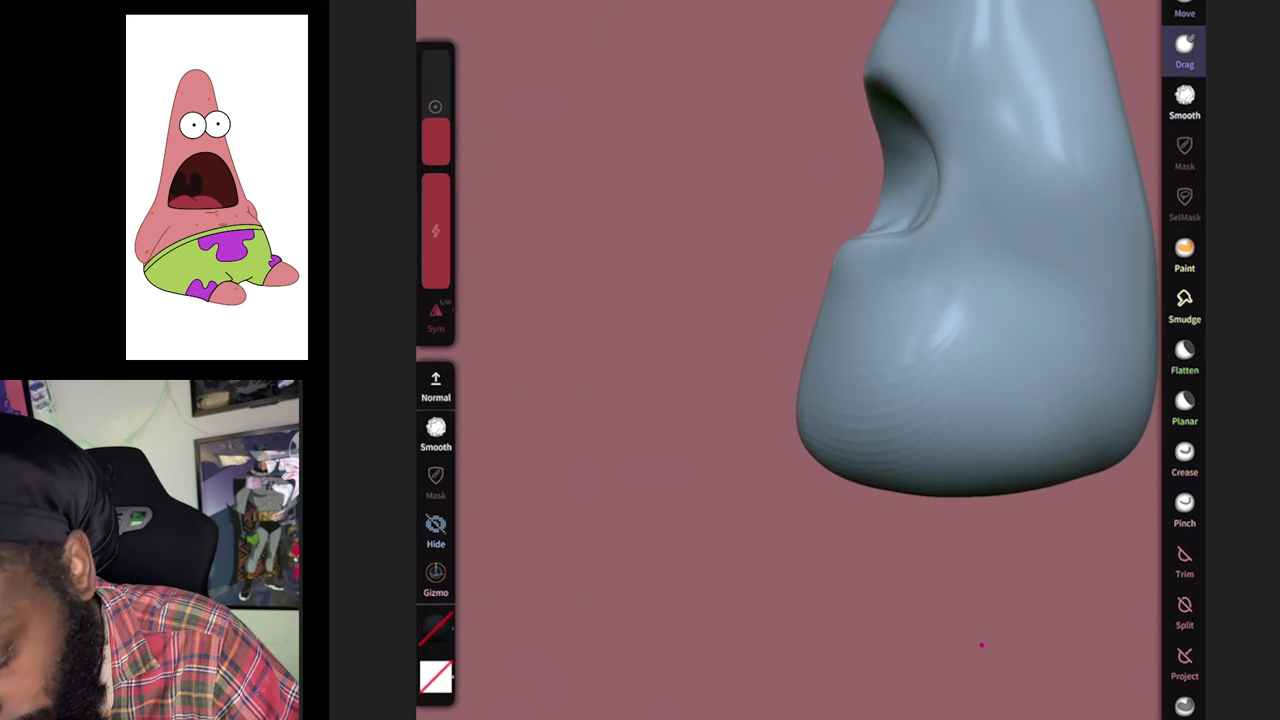 L/W
Sym
Normal
Smooth
Mask
Hide
Gizmo
Move
Drag
Smooth
Mask
SelMask
Paint
Smudge
Flatten
Planar
Crease
Pinch
Trim
Split
Project